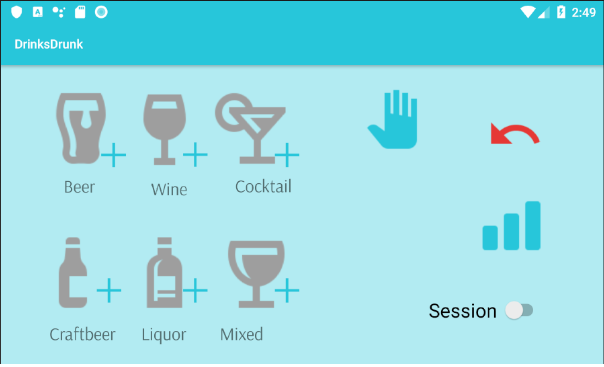 2:49
DrinksDrunk
Beer
Wine
Cocktail
Craftbeer
Liquor
Mixed
Session